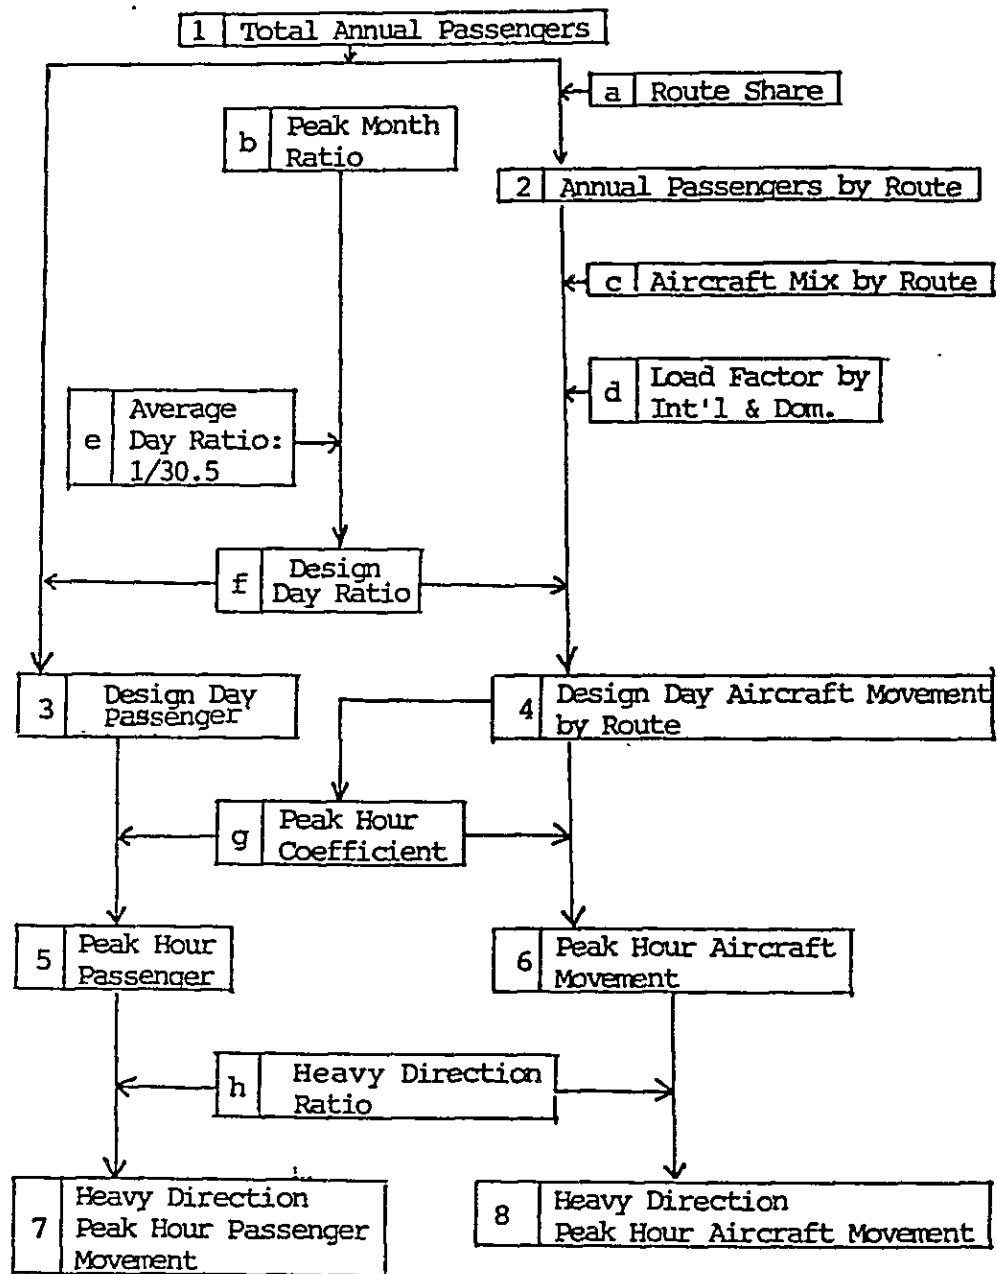 1 Total Annual Passengers
a Route Share
b Peak Month
Ratio
2 Annual Passengers by Route
c Aircraft Mix by Route
d Load Factor by
Int'l & Dom.
e Average
Day Ratio:
1/30.5
f Design
Day Ratio
3 Design Day
Passenger
4 Design Day Aircraft Movement
by Route
g Peak Hour
Coefficient
5 Peak Hour
Passenger
6 Peak Hour Aircraft
Movement
h Heavy Direction
Ratio
7 Heavy Direction
Peak Hour Passenger
Movement
8 Heavy Direction
Peak Hour Aircraft Movement